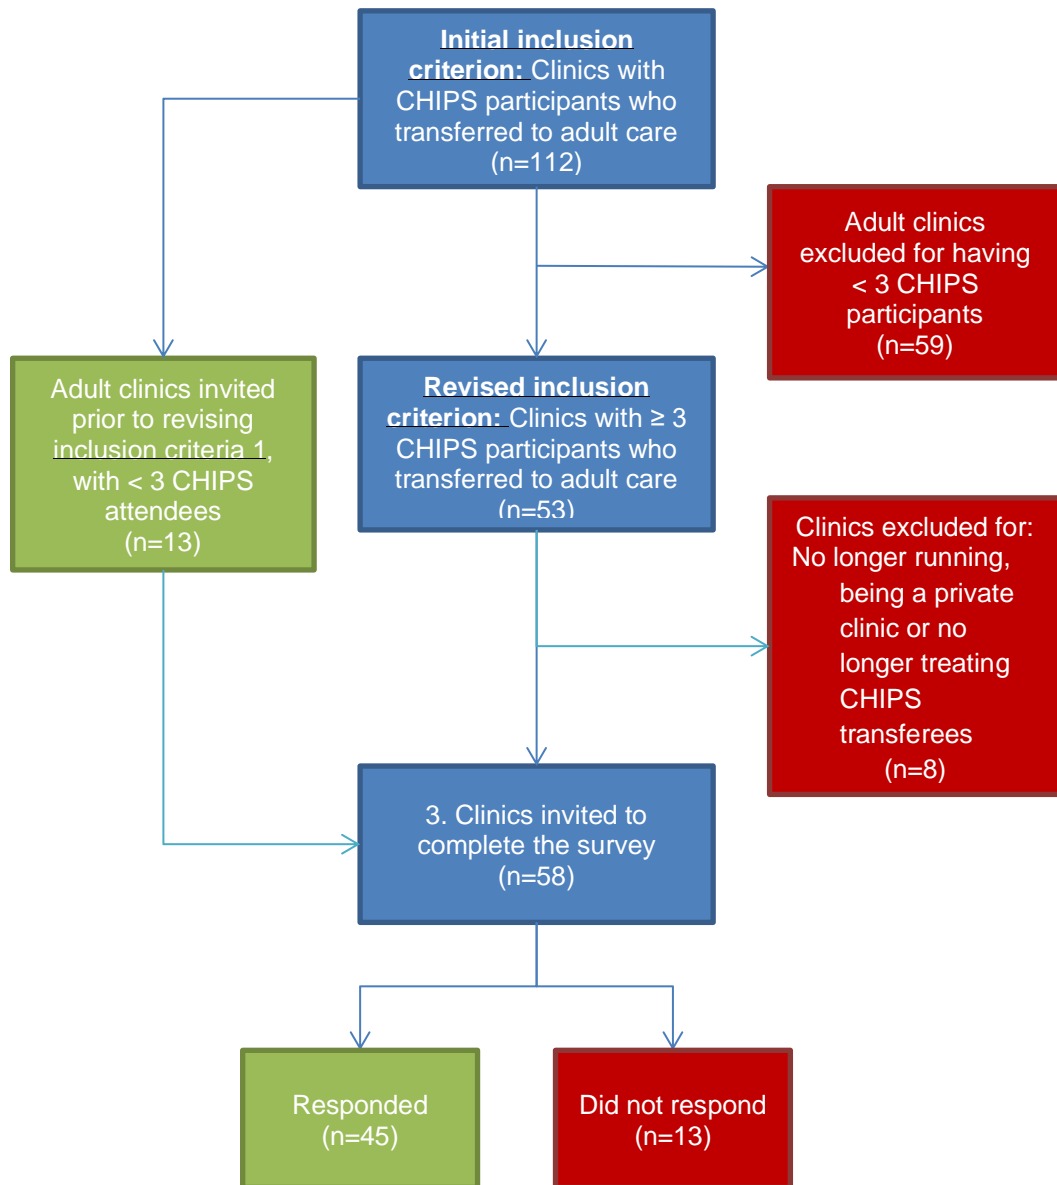 Initial inclusion
criterion: Clinics with
CHIPS participants who
transferred to adult care
(n=112)
Adult clinics
excluded for having
< 3 CHIPS
participants
(n=59)
Adult clinics invited
prior to revising
inclusion criteria 1,
with < 3 CHIPS
attendees
(n=13)
Revised inclusion
criterion: Clinics with ≥ 3
CHIPS participants who
transferred to adult care
(n=53)
Clinics excluded for:
No longer running,
being a private
clinic or no
longer treating
CHIPS
transferees
(n=8)
3. Clinics invited to
complete the survey
(n=58)
Responded
(n=45)
Did not respond
(n=13)